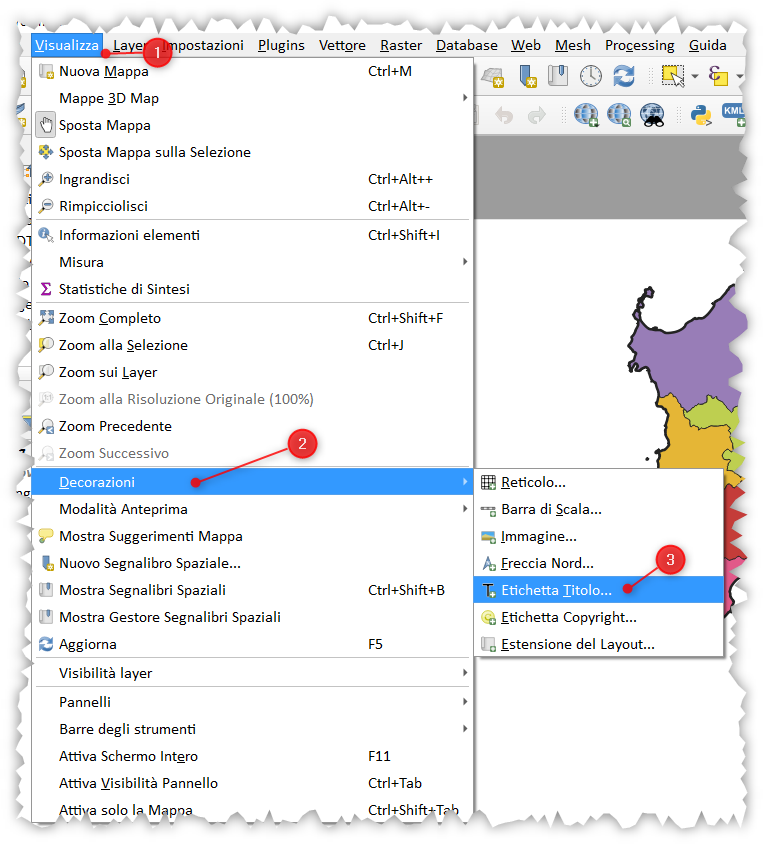 Visualizza Layer Impostazioni Plugins Vettore Raster Database Web Mesh Processing Guida
1
Nuova Mappa Ctrl+M
Mappe 3D Map
Sposta Mappa
Sposta Mappa sulla Selezione
Ingrandisci Ctrl+Alt++
Rimpicciolisci Ctrl+Alt+-
Informazioni elementi Ctrl+Shift+I
Misura
Statistiche di Sintesi
Zoom Completo Ctrl+Shift+F
Zoom alla Selezione Ctrl+J
Zoom sui Layer
Zoom alla Risoluzione Originale (100%)
Zoom Precedente
Zoom Successivo
2
Decorazioni
Modalità Anteprima
Mostra Suggerimenti Mappa
Nuovo Segnalibro Spaziale...
Mostra Segnalibri Spaziali Ctrl+Shift+B
Mostra Gestore Segnalibri Spaziali
Aggiorna F5
Visibilità layer
Pannelli
Barre degli strumenti
Attiva Schermo Intero F11
Attiva Visibilità Pannello Ctrl+Tab
Attiva solo la Mappa Ctrl+Shift+Tab
Reticolo...
Barra di Scala...
Immagine...
Freccia Nord...
3
Etichetta Titolo...
Etichetta Copyright...
Estensione del Layout...
KML